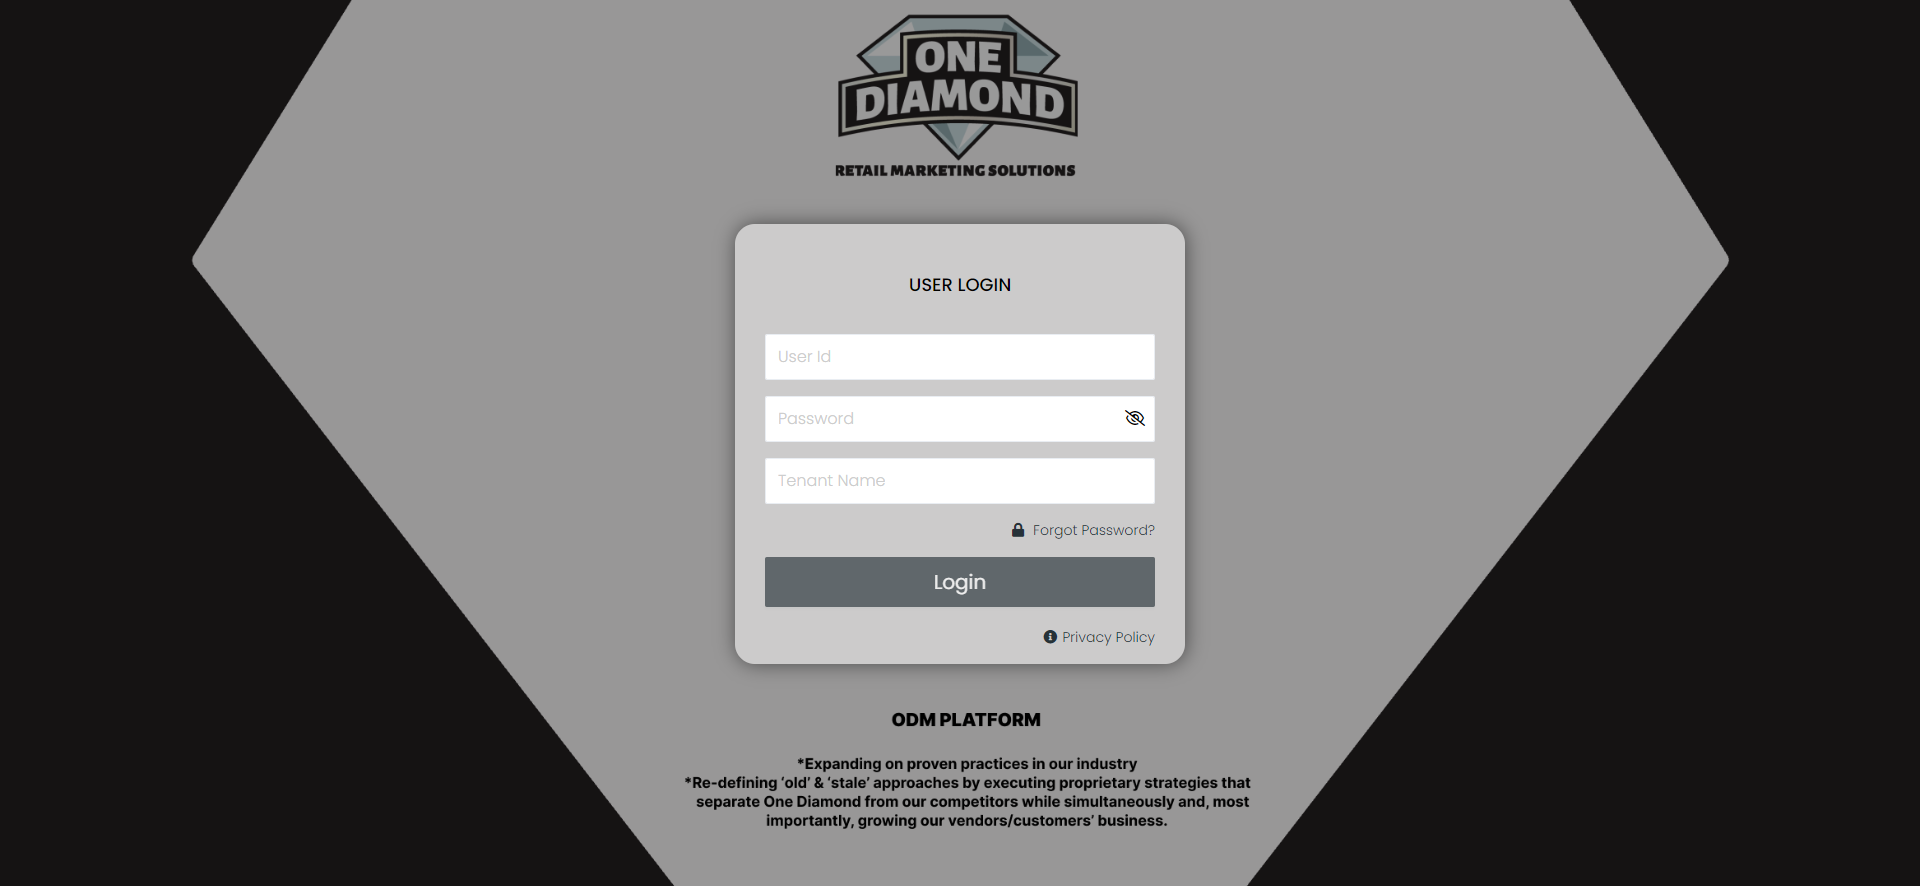 ONE
DIAMOND
RETAIL MARKETING SOLUTIONS
USER LOGIN
User Id
Password
Tenant Name
Forgot Password?
Login
Privacy Policy
ODM PLATFORM
*Expanding on proven practices in our industry
*Re-defining ‘old’ & ‘stale’ approaches by executing proprietary strategies that
separate One Diamond from our competitors while simultaneously and, most
importantly, growing our vendors/customers’ business.